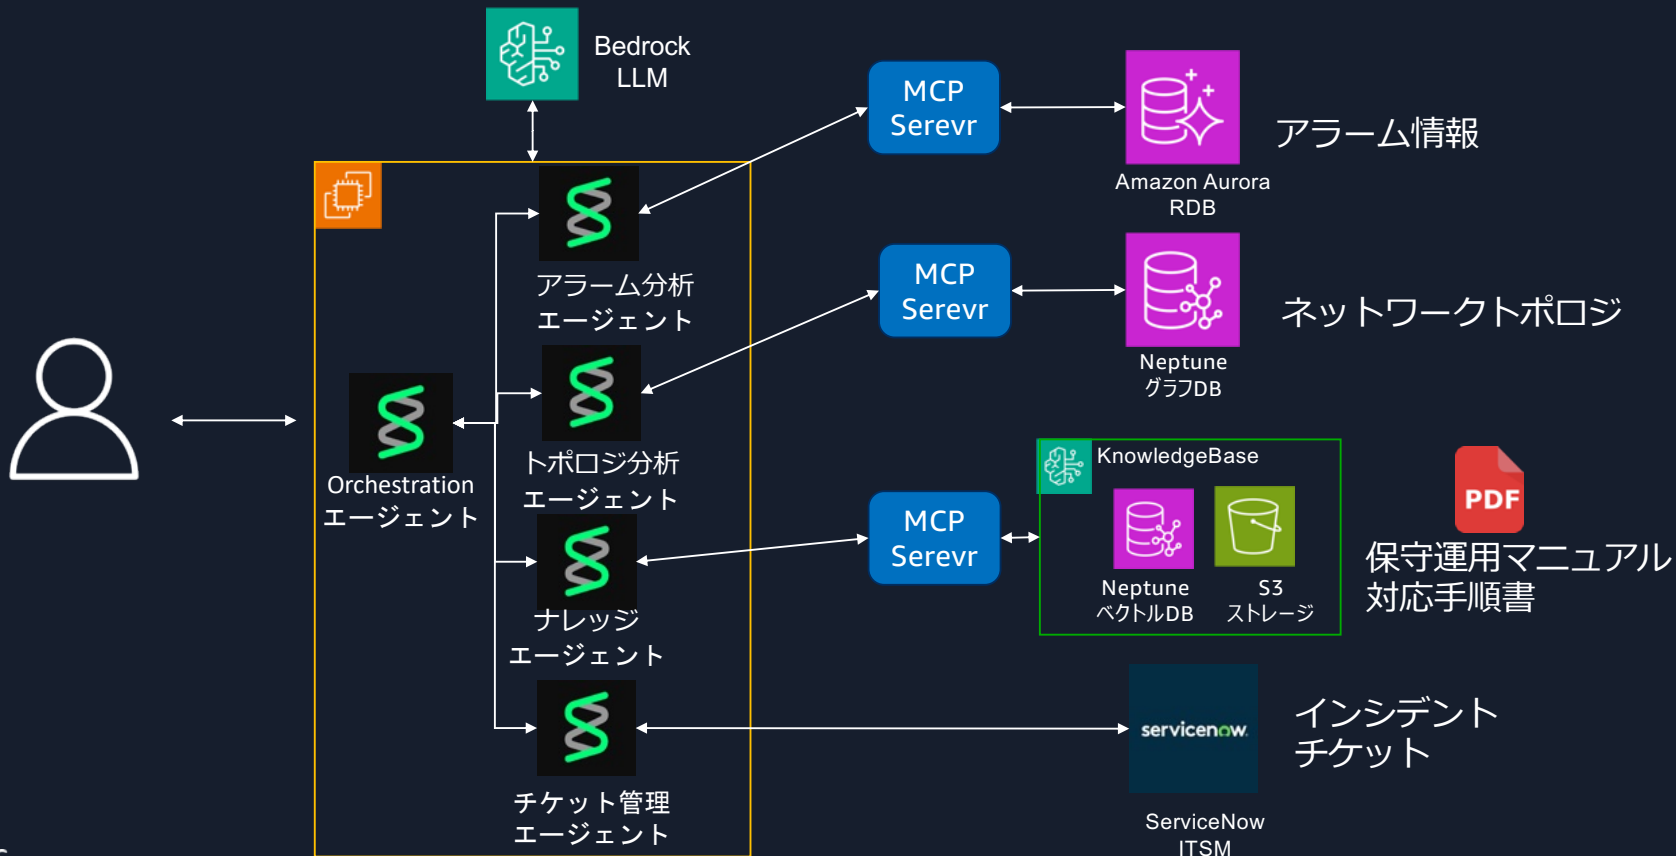 Bedrock
LLM
MCP
Serevr
アラーム情報
Amazon Aurora
RDB
アラーム分析
エージェント
MCP
Serevr
ネットワークトポロジ
Neptune
グラフDB
Orchestration
エージェント
トポロジ分析
エージェント
MCP
Serevr
KnowledgeBase
Neptune
ベクトルDB
S3
ストレージ
PDF
保守運用マニュアル
対応手順書
ナレッジ
エージェント
チケット管理
エージェント
servicenow.
インシデント
チケット
ServiceNow
ITSM